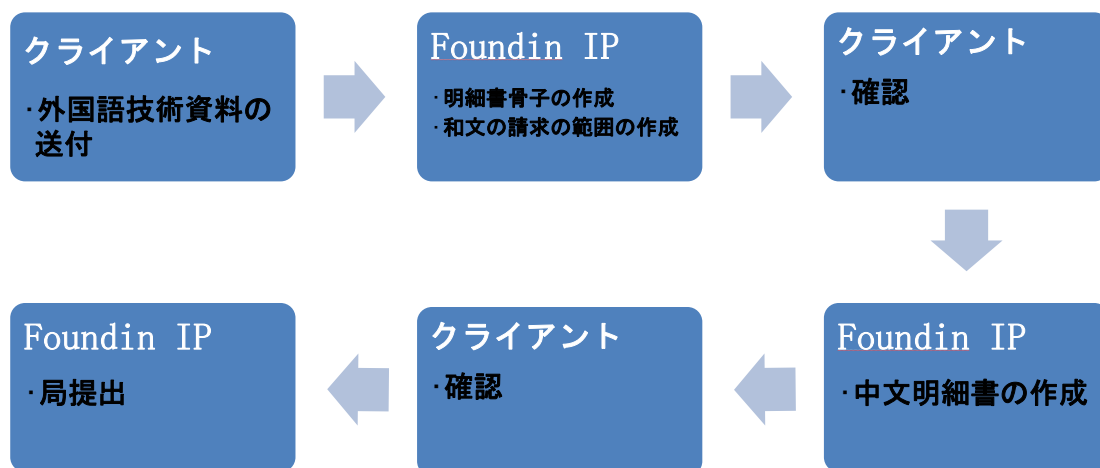 クライアント
・外国語技術資料の
送付
Foundin IP
・明細書骨子の作成
・和文の請求の範囲の作成
クライアント
・確認
Foundin IP
・中文明細書の作成
クライアント
・確認
Foundin IP
・局提出